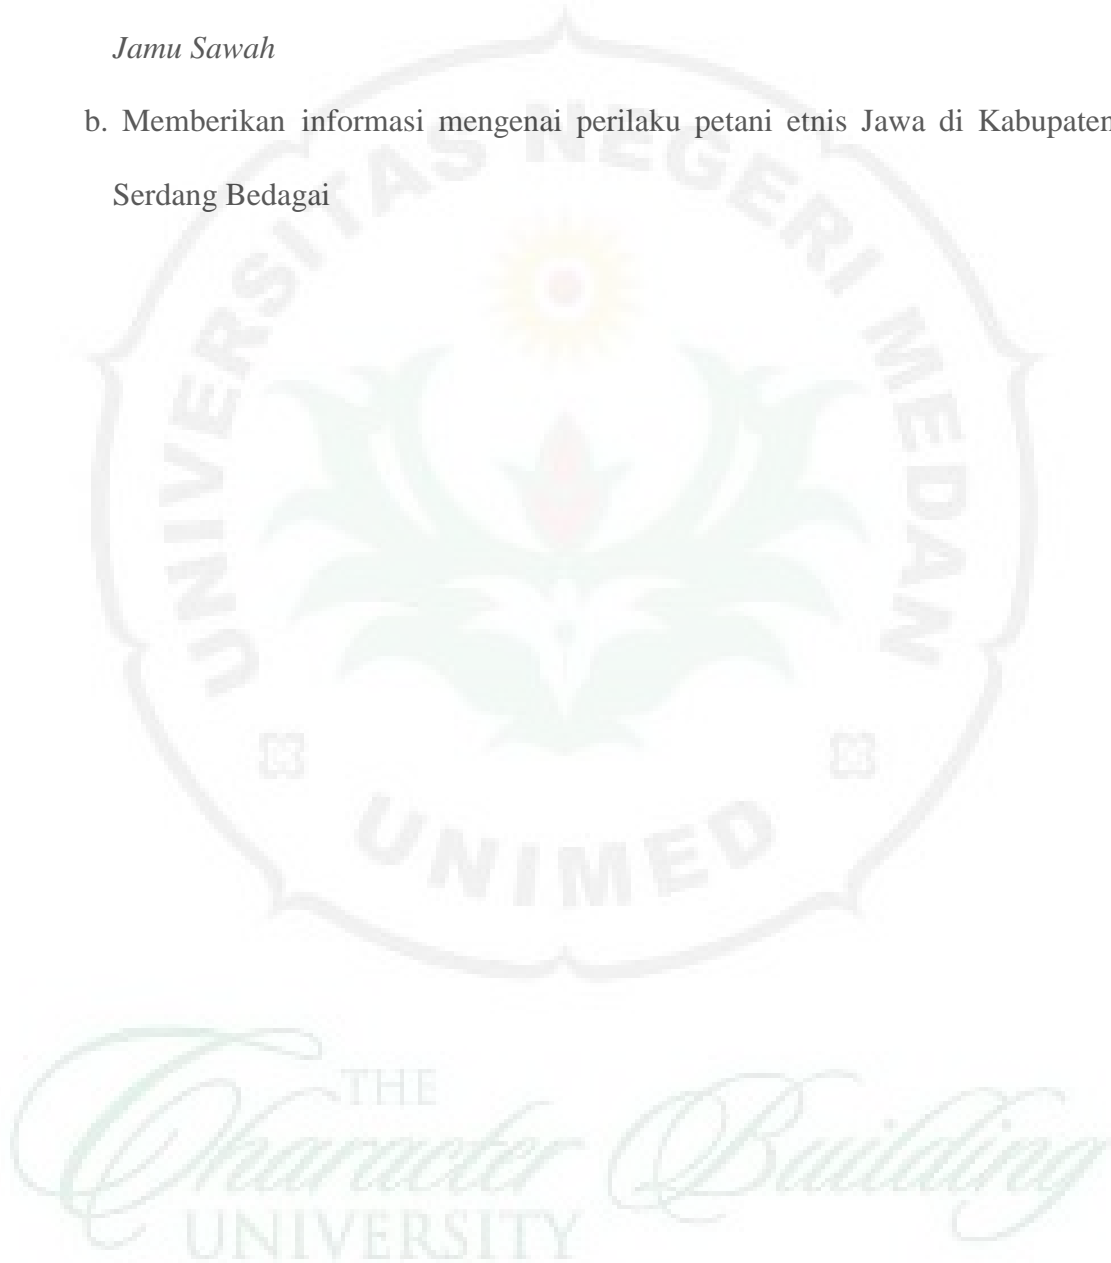 Jamu Sawah
b. Memberikan informasi mengenai perilaku petani etnis Jawa di Kabupaten
Serdang Bedagai
UNIVERSITAS NEGERI MEDAN
UNIMED
THE
Character Building
UNIVERSITY